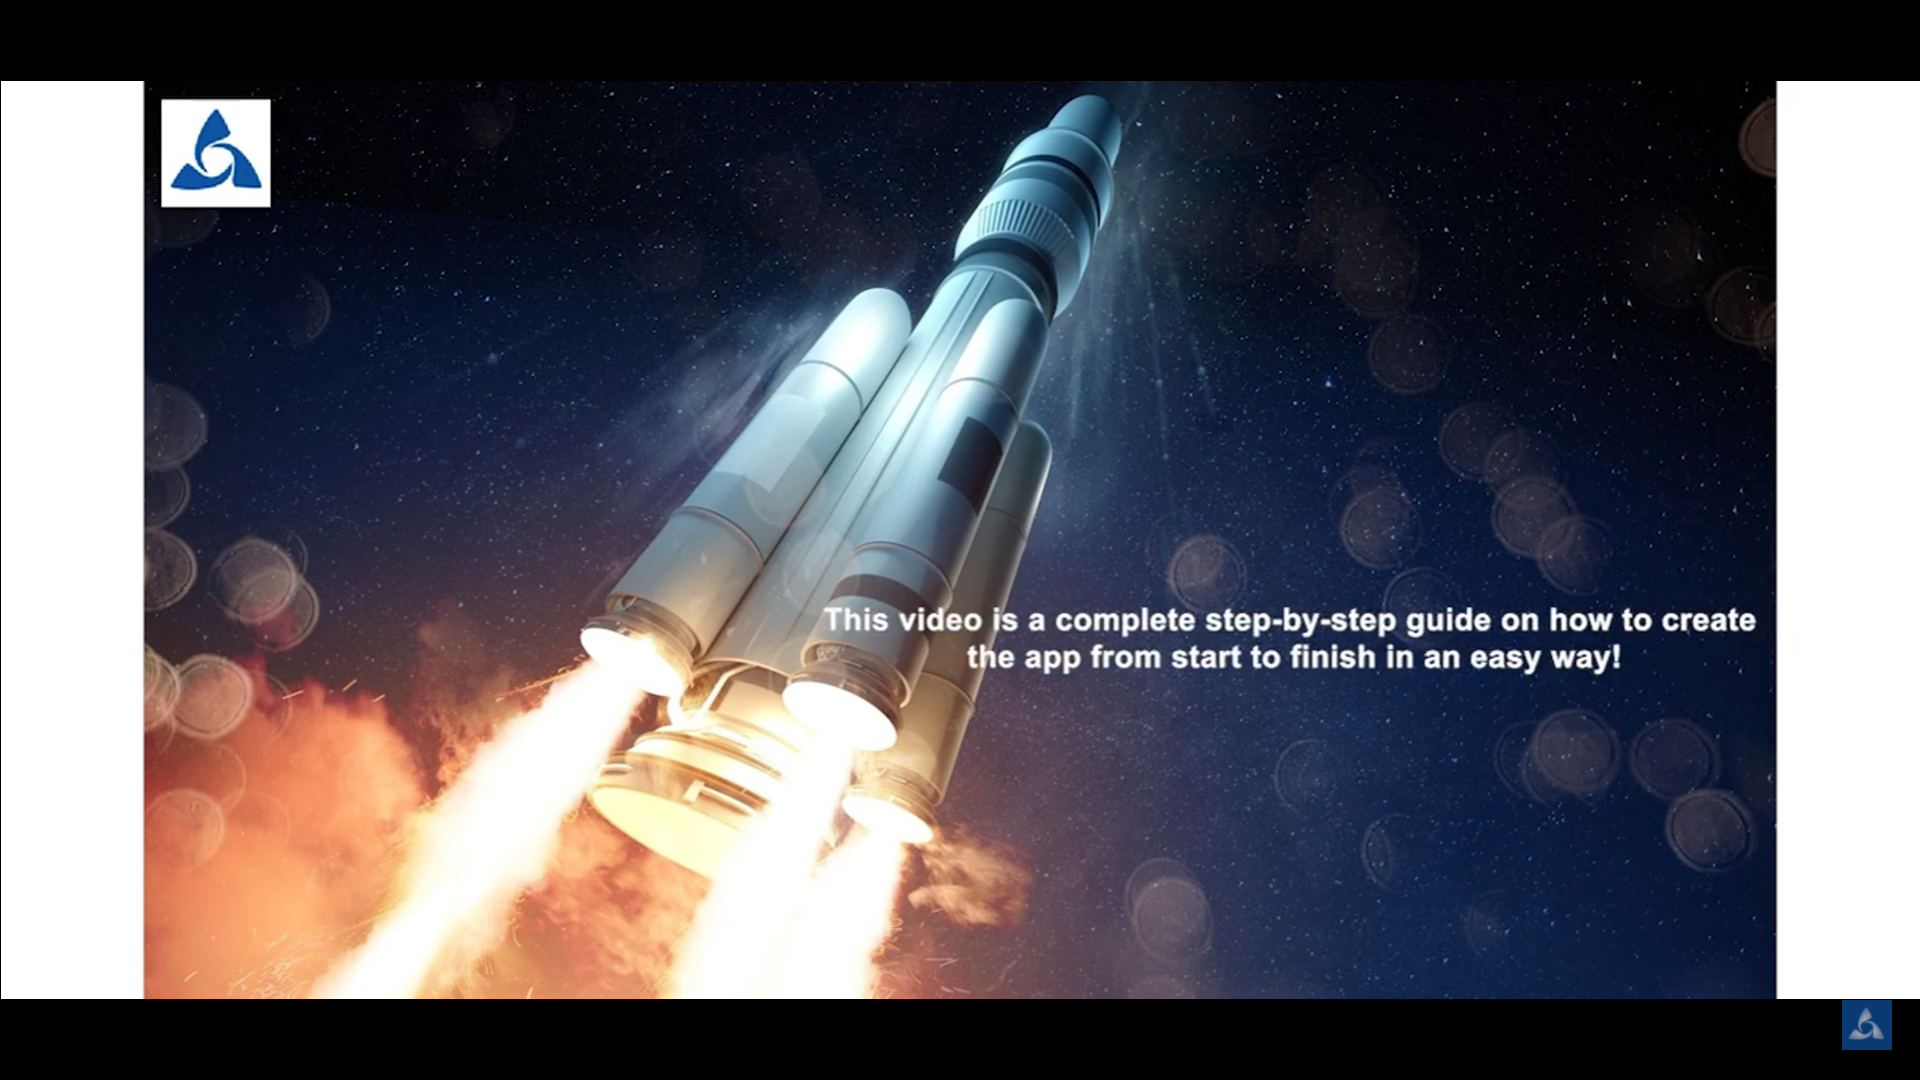 This video is a complete step-by-step guide on how to create
the app from start to finish in an easy way!